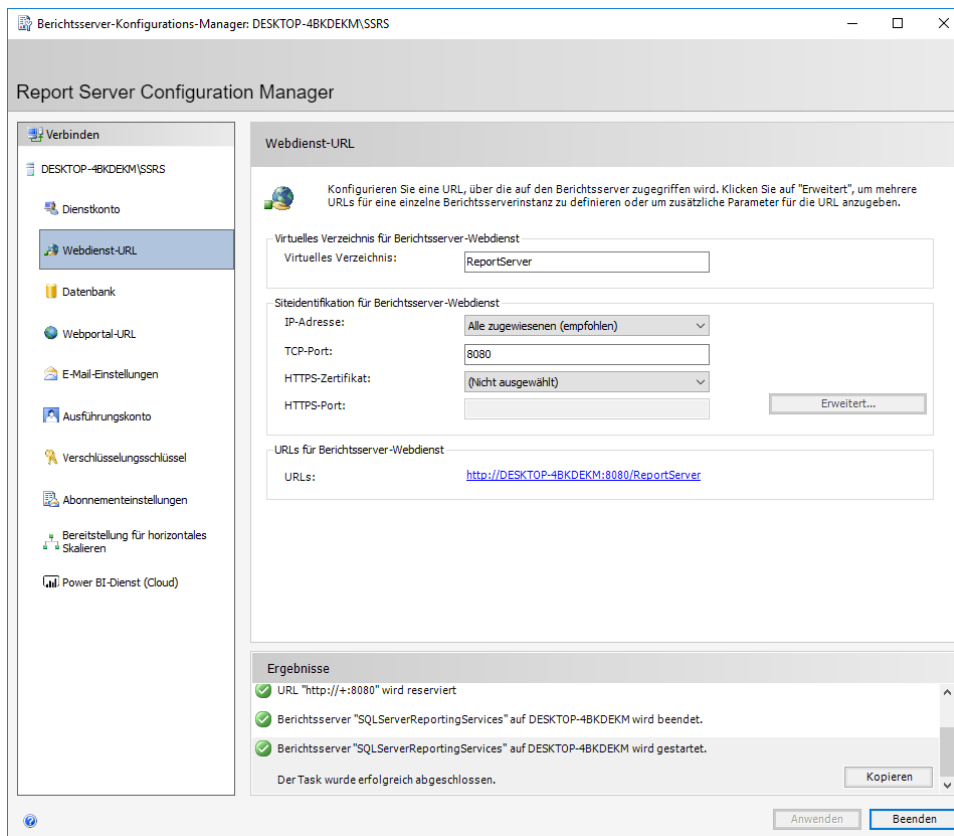 Berichtsserver-Konfigurations-Manager: DESKTOP-4BKDEKM\SSRS
Report Server Configuration Manager
Verbinden
DESKTOP-4BKDEKM\SSRS
Dienstkonto
Webdienst-URL
Datenbank
Webportal-URL
E-Mail-Einstellungen
Ausführungskonto
Verschlüsselungsschlüssel
Abonnementeinstellungen
Bereitstellung für horizontales
Skalieren
Power BI-Dienst (Cloud)
Webdienst-URL
Konfigurieren Sie eine URL, über die auf den Berichtsserver zugegriffen wird. Klicken Sie auf "Erweitert", um mehrere
URLs für eine einzelne Berichtsserverinstanz zu definieren oder um zusätzliche Parameter für die URL anzugeben.
Virtuelles Verzeichnis für Berichtsserver-Webdienst
Virtuelles Verzeichnis: ReportServer
Siteidentifikation für Berichtsserver-Webdienst
IP-Adresse: Alle zugewiesenen (empfohlen)
TCP-Port: 8080
HTTPS-Zertifikat: (Nicht ausgewählt)
HTTPS-Port: Erweitert...
URLs für Berichtsserver-Webdienst
URLs: http://DESKTOP-4BKDEKM:8080/ReportServer
Ergebnisse
URL "http://+:8080" wird reserviert
Berichtsserver "SQLServerReportingServices" auf DESKTOP-4BKDEKM wird beendet.
Berichtsserver "SQLServerReportingServices" auf DESKTOP-4BKDEKM wird gestartet.
Der Task wurde erfolgreich abgeschlossen.
Kopieren
Anwenden Beenden